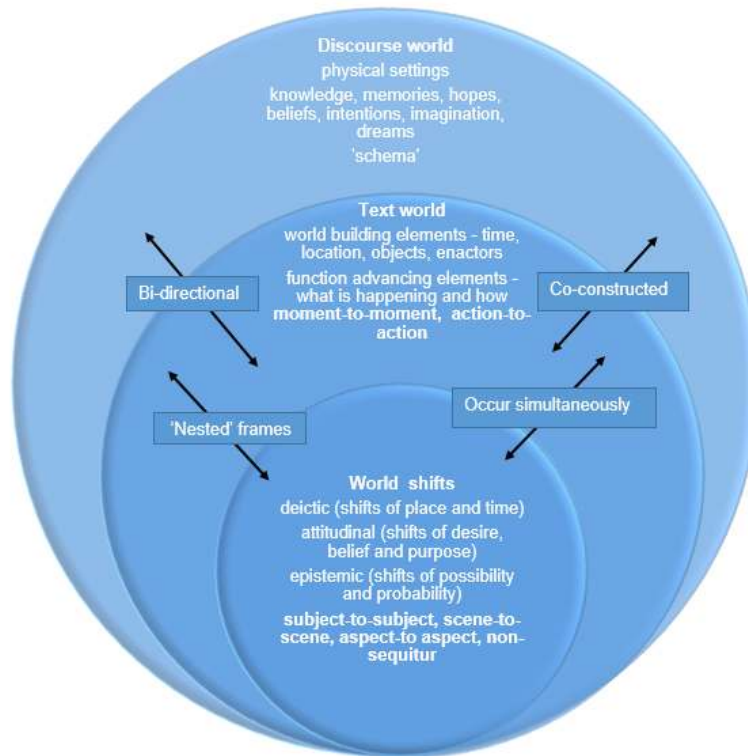 Discourse world
physical settings
knowledge, memories, hopes,
beliefs, intentions, imagination,
dreams
'schema'
Text world
world building elements - time,
location, objects, enactors
function advancing elements -
what is happening and how
moment-to-moment, action-to-
action
Bi-directional
Co-constructed
'Nested' frames
Occur simultaneously
World shifts
deictic (shifts of place and time)
attitudinal (shifts of desire,
belief and purpose)
epistemic (shifts of possibility
and probability)
subject-to-subject, scene-to-
scene, aspect-to aspect, non-
sequitur